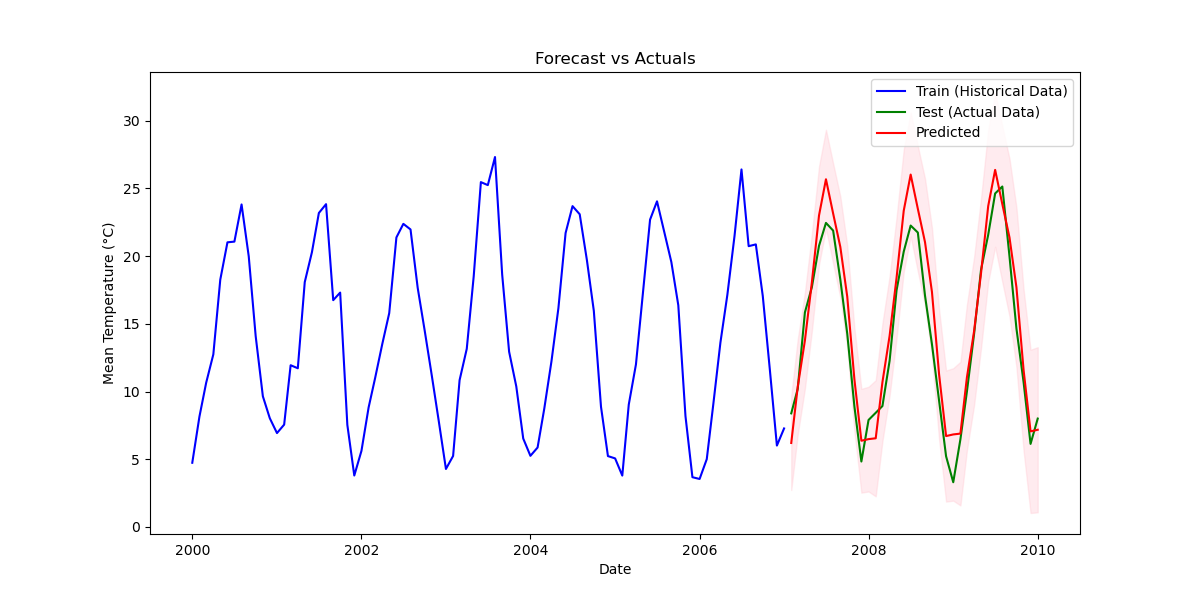 Forecast vs Actuals
Train (Historical Data)
Test (Actual Data)
Predicted
Mean Temperature (°C)
30
25
20
15
10
5
0
2000
2002
2004
2006
2008
2010
Date